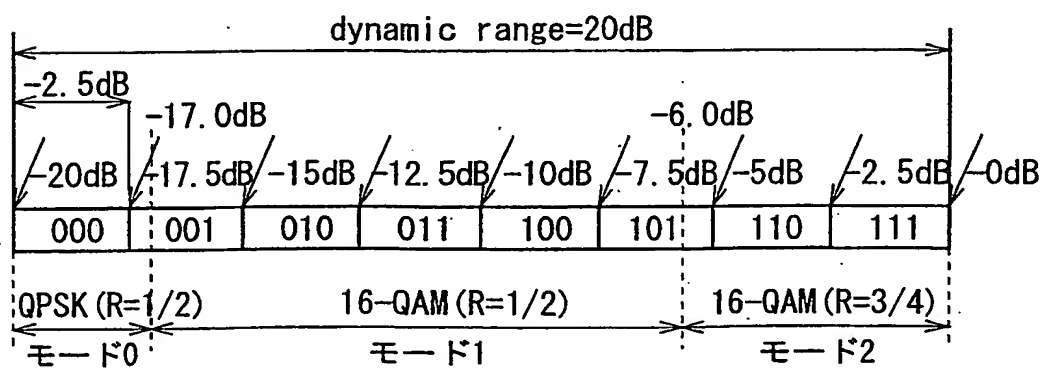 dynamic range=20dB
-2.5dB
-17.0dB
-6.0dB
-20dB -17.5dB -15dB -12.5dB -10dB -7.5dB -5dB -2.5dB -0dB
000 001 010 011 100 101 110 111
QPSK(R=1/2) 16-QAM(R=1/2) 16-QAM(R=3/4)
モード0 モード1 モード2